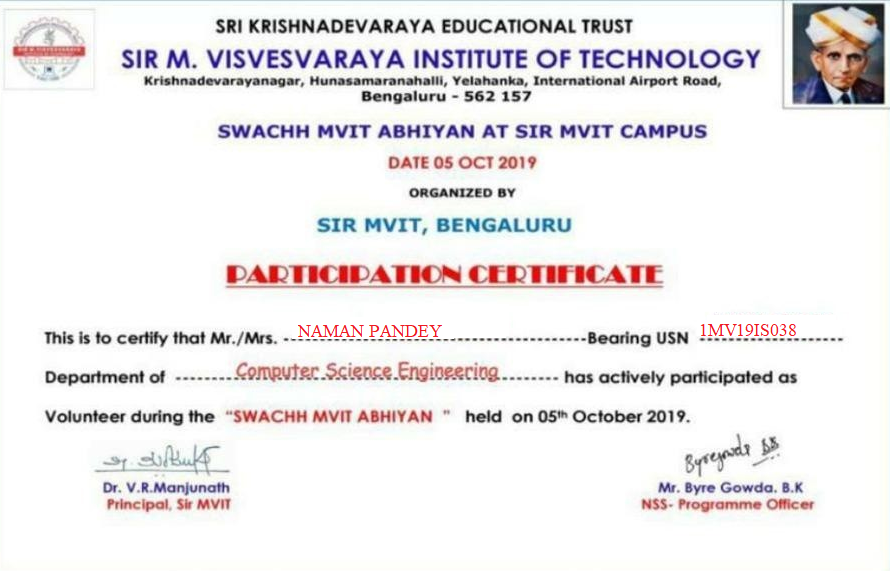 SRI KRISHNADEVARAYA EDUCATIONAL TRUST
SIR M. VISVESVARAYA INSTITUTE OF TECHNOLOGY
Krishnadevarayanagar, Hunasamaranahalli, Yelahanka, International Airport Road,
Bengaluru - 562 157
SWACHH MVIT ABHIYAN AT SIR MVIT CAMPUS
DATE 05 OCT 2019
ORGANIZED BY
SIR MVIT, BENGALURU
PARTICIPATION CERTIFICATE
This is to certify that Mr./Mrs. NAMAN PANDEY Bearing USN 1MV19IS038
Department of Computer Science Engineering has actively participated as
Volunteer during the “SWACHH MVIT ABHIYAN ” held on 05th October 2019.
Byregowda BK
Dr. V.R.Manjunath
Principal, Sir MVIT
Mr. Byre Gowda. B.K
NSS- Programme Officer